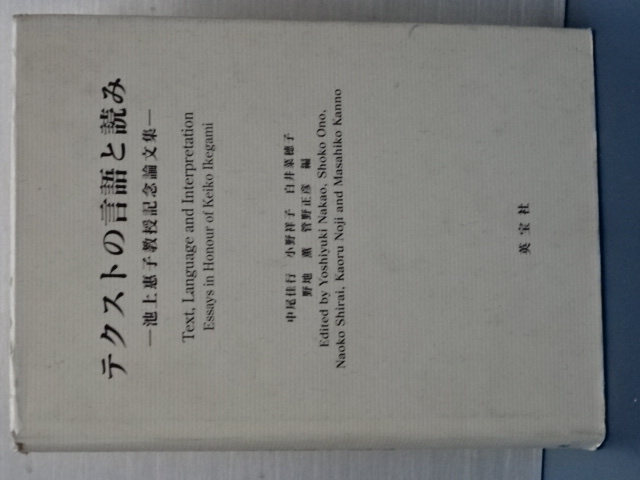 テクストの言語と読み
―池上惠子教授記念論文集―
Text, Language and Interpretation
Essays in Honour of Keiko Ikegami
中尾佳行 小野祥子 白井菜穂子
野地 薫 菅野正彦 編
Edited by Yoshiyuki Nakao, Shoko Ono,
Naoko Shirai, Kaoru Noji and Masahiko Kanno
英宝社